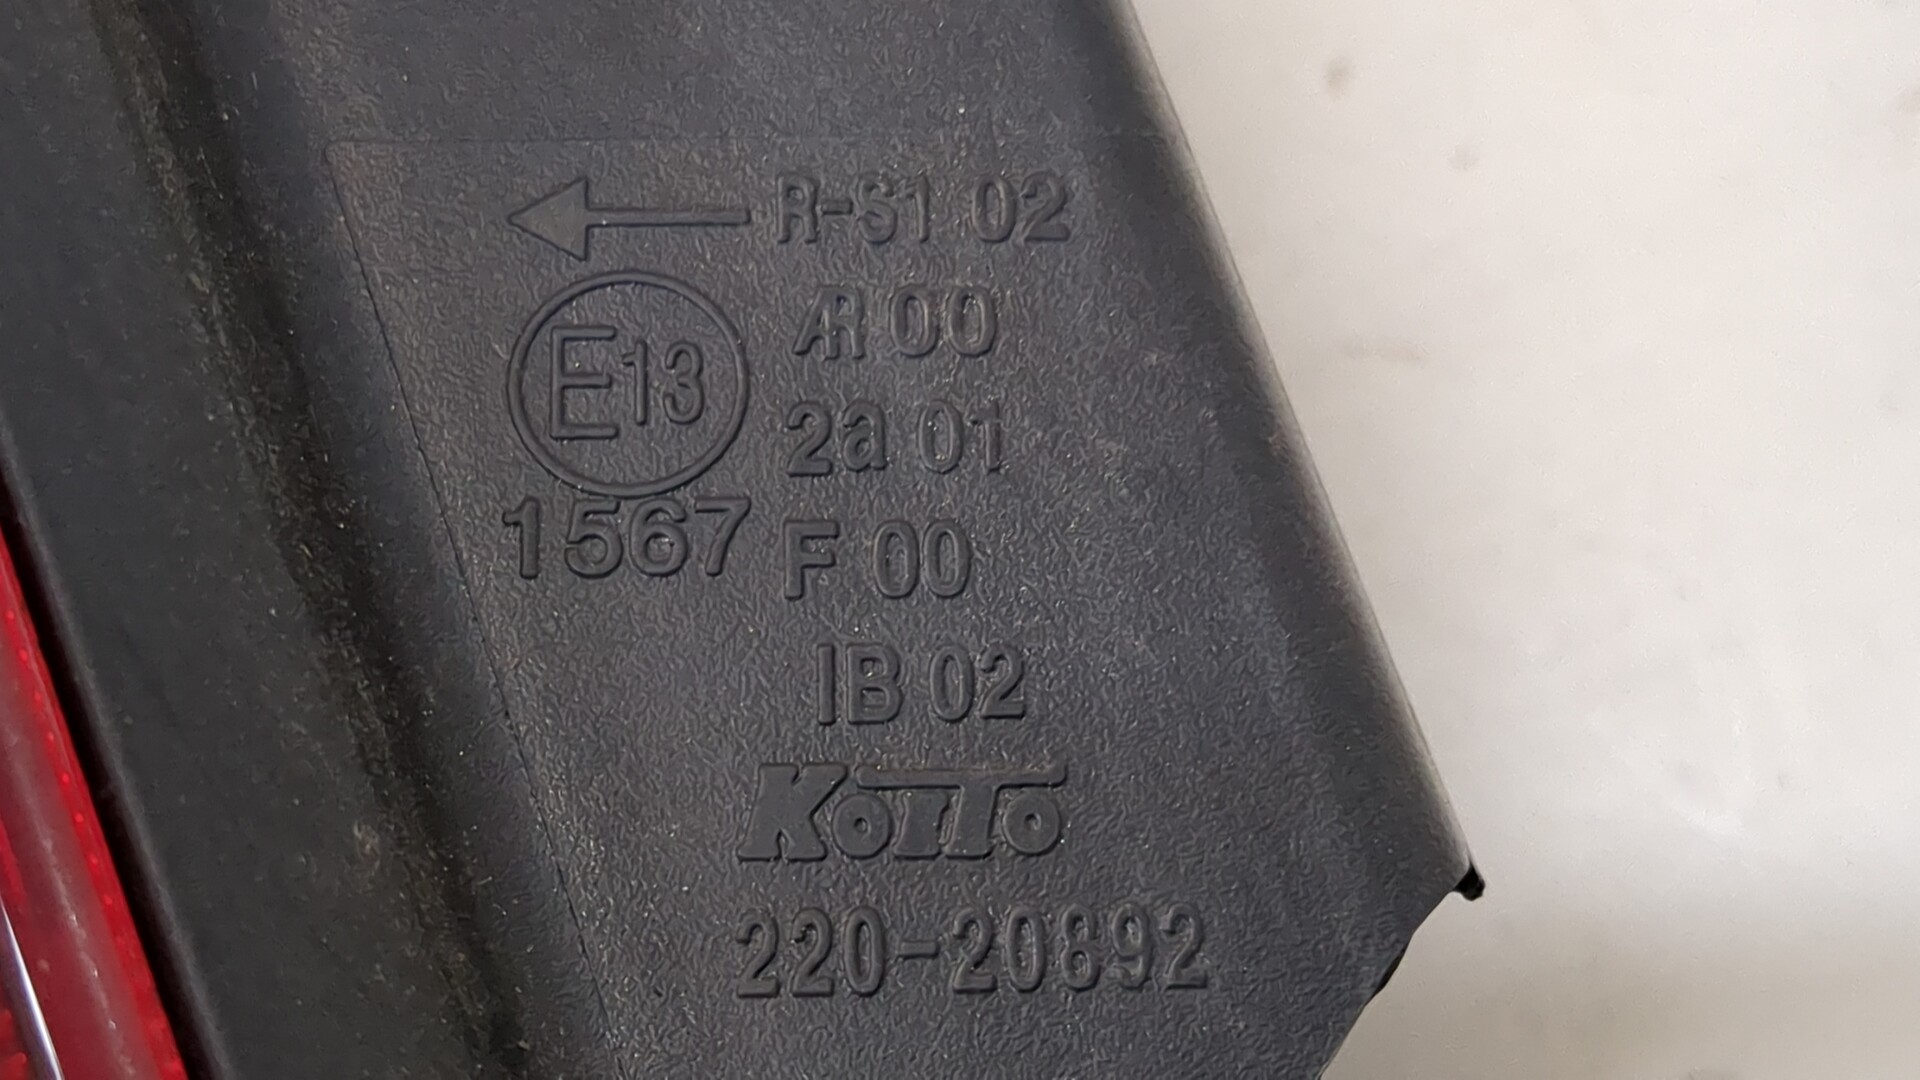 R-S1 02
AR 00
E13
2a 01
1567
F 00
IB 02
KOITO
220-20892